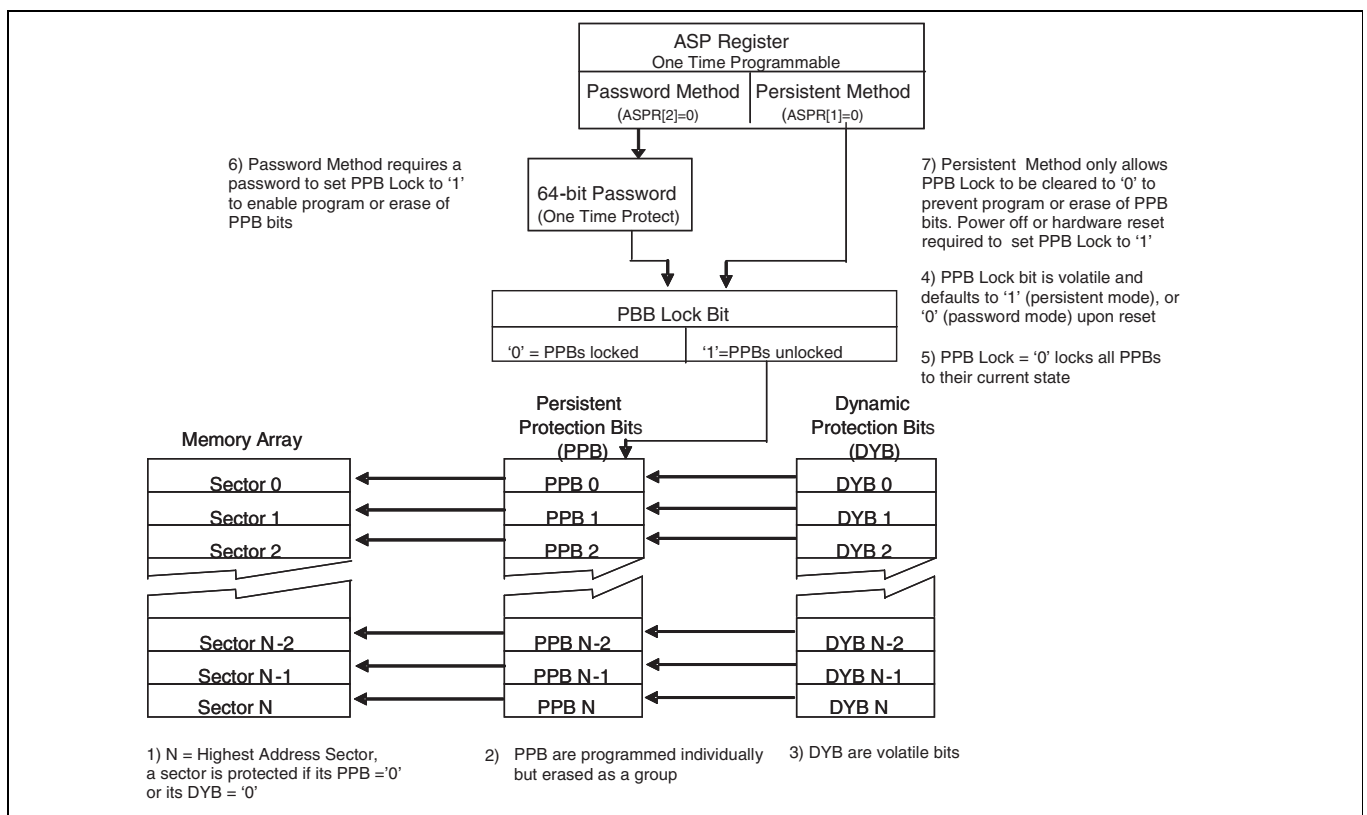 ASP Register
One Time Programmable
Password Method
(ASPR[2]=0)
Persistent Method
(ASPR[1]=0)
6) Password Method requires a
password to set PPB Lock to ‘1’
to enable program or erase of
PPB bits
64-bit Password
(One Time Protect)
7) Persistent Method only allows
PPB Lock to be cleared to ‘0’ to
prevent program or erase of PPB
bits. Power off or hardware reset
required to set PPB Lock to ‘1’
4) PPB Lock bit is volatile and
defaults to ‘1’ (persistent mode), or
‘0’ (password mode) upon reset
5) PPB Lock = ‘0’ locks all PPBs
to their current state
PBB Lock Bit
‘0’ = PPBs locked
‘1’=PPBs unlocked
Memory Array
Persistent
Protection Bits
(PPB)
Dynamic
Protection Bits
(DYB)
Sector 0
PPB 0
DYB 0
Sector 1
PPB 1
DYB 1
Sector 2
PPB 2
DYB 2
Sector N-2
PPB N-2
DYB N-2
Sector N-1
PPB N-1
DYB N-1
Sector N
PPB N
DYB N
1) N = Highest Address Sector,
a sector is protected if its PPB =‘0’
or its DYB = ‘0’
2) PPB are programmed individually
but erased as a group
3) DYB are volatile bits